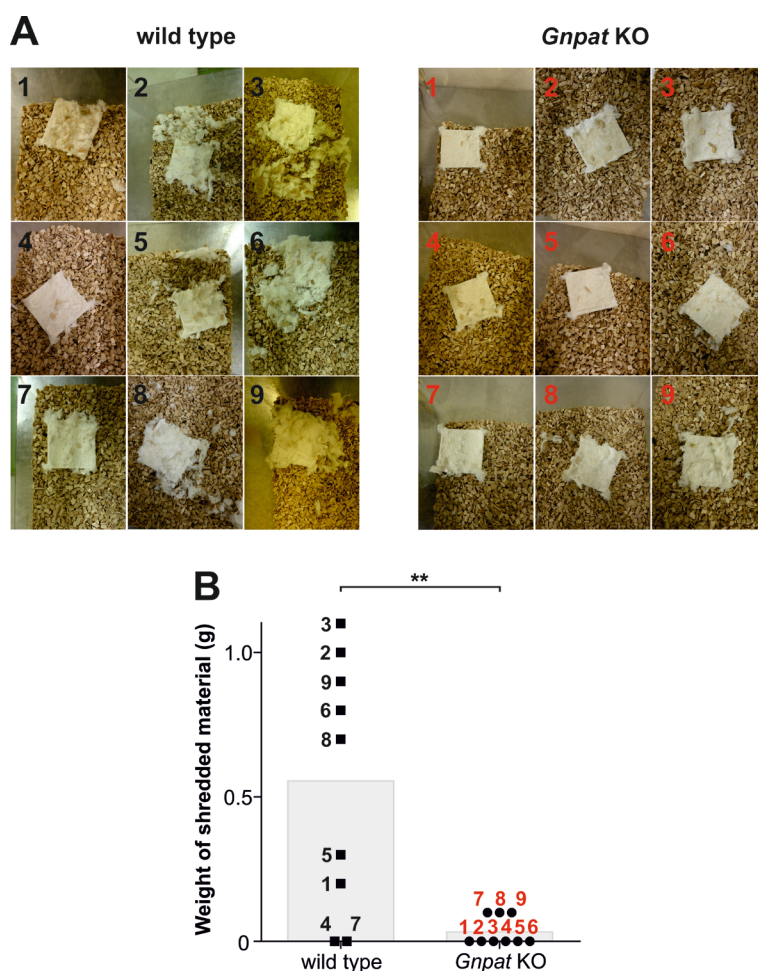 A
wild type
Gnpat KO
1 2 3
1 2 3
4 5 6
4 5 6
7 8 9
7 8 9
B
**
Weight of shredded material (g)
1.0
0.5
0
3
2
9
6
8
5
1
4 7
7 8 9
1 2 3 4 5 6
wild type
Gnpat KO